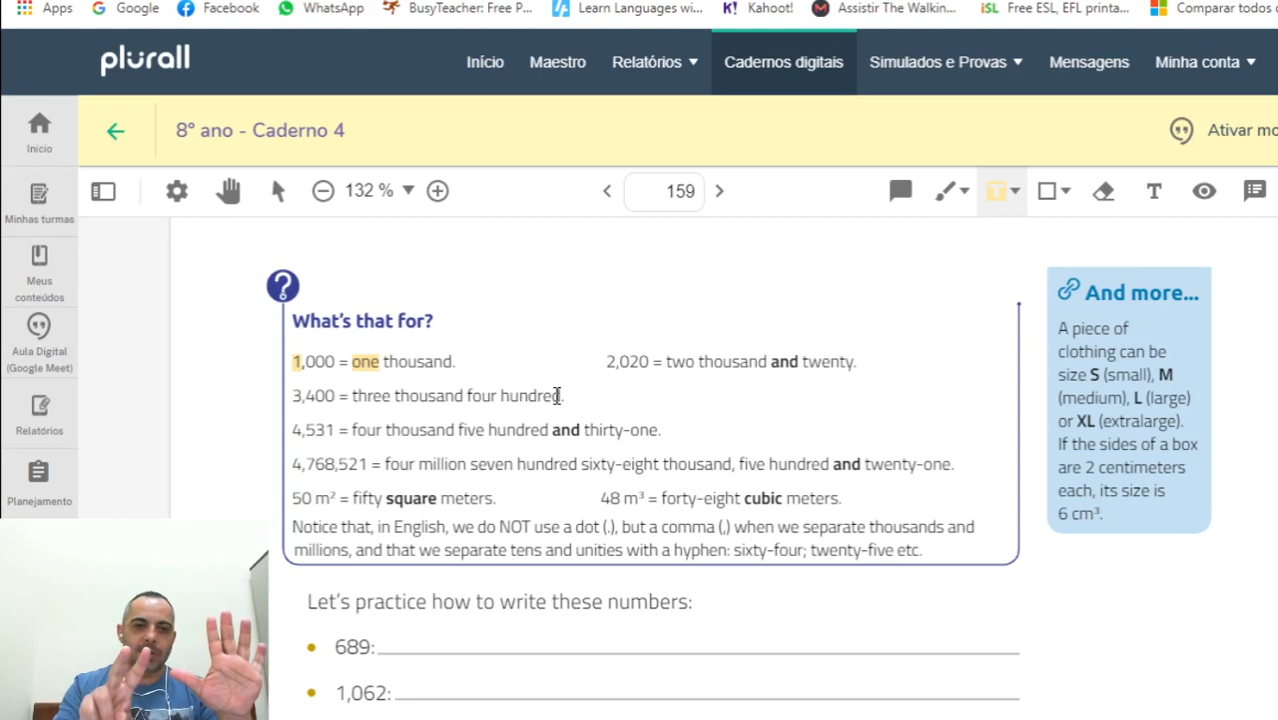 Apps Google Facebook WhatsApp BusyTeacher: Free P... Learn Languages wi... Kahoot! Assistir The Walkin... iSL Free ESL, EFL printa... Comparar todos o
plurall Início Maestro Relatórios Cadernos digitais Simulados e Provas Mensagens Minha conta
8º ano - Caderno 4 Ativar mo
132 % 159
Inicio
Minhas turmas
Meus
conteúdos
Aula Digital
(Google Meet)
Relatórios
Planejamento
What's that for?
1,000 = one thousand. 2,020 = two thousand and twenty.
3,400 = three thousand four hundred.
4,531 = four thousand five hundred and thirty-one.
4,768,521 = four million seven hundred sixty-eight thousand, five hundred and twenty-one.
50 m² = fifty square meters. 48 m³ = forty-eight cubic meters.
Notice that, in English, we do NOT use a dot (.), but a comma (,) when we separate thousands and
millions, and that we separate tens and unities with a hyphen: sixty-four; twenty-five etc.
And more...
A piece of
clothing can be
size S (small), M
(medium), L (large)
or XL (extralarge).
If the sides of a box
are 2 centimeters
each, its size is
6 cm³.
Let's practice how to write these numbers:
689:
1,062: